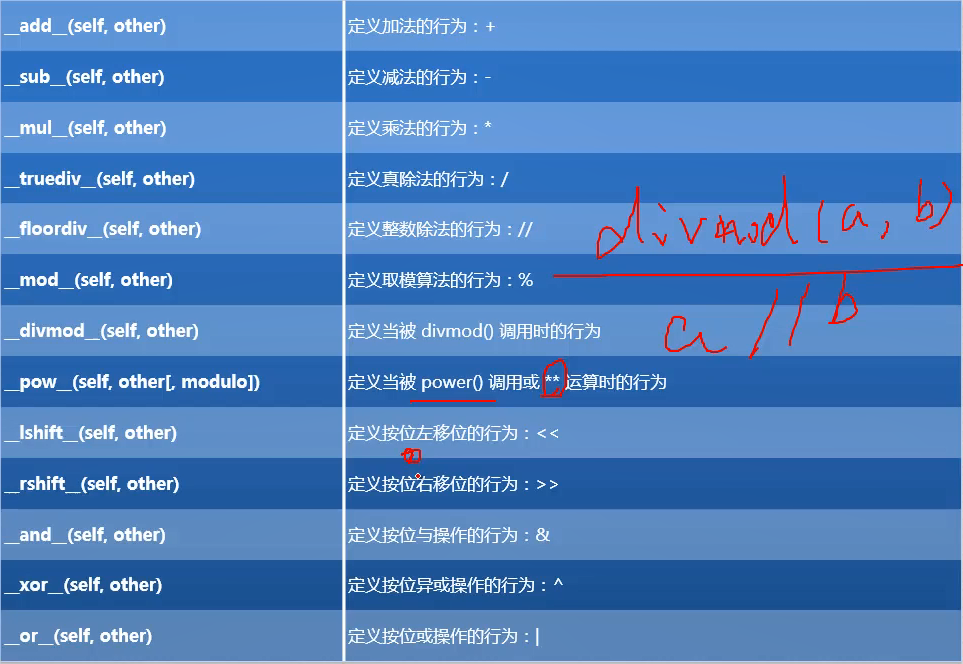 __add__(self, other) 定义加法的行为：+
__sub__(self, other) 定义减法的行为：-
__mul__(self, other) 定义乘法的行为：*
__truediv__(self, other) 定义真除法的行为：/
__floordiv__(self, other) 定义整数除法的行为：//
__mod__(self, other) 定义取模算法的行为：%
__divmod__(self, other) 定义当被 divmod() 调用时的行为
__pow__(self, other[, modulo]) 定义当被 power() 调用或 ** 运算时的行为
__lshift__(self, other) 定义按位左移位的行为：<<
__rshift__(self, other) 定义按位右移位的行为：>>
__and__(self, other) 定义按位与操作的行为：&
__xor__(self, other) 定义按位异或操作的行为：^
__or__(self, other) 定义按位或操作的行为：|
divmod(a, b)
a // b